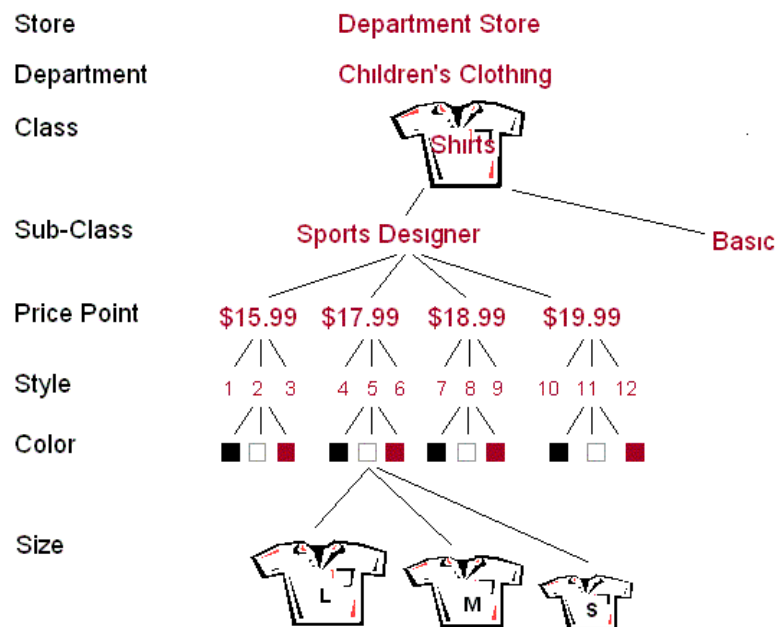 Store Department Store
Department Children's Clothing
Class
Shirts
Sub-Class Sports Designer Basic
Price Point $15.99 $17.99 $18.99 $19.99
Style 1 2 3 4 5 6 7 8 9 10 11 12
Color
Size
L M S